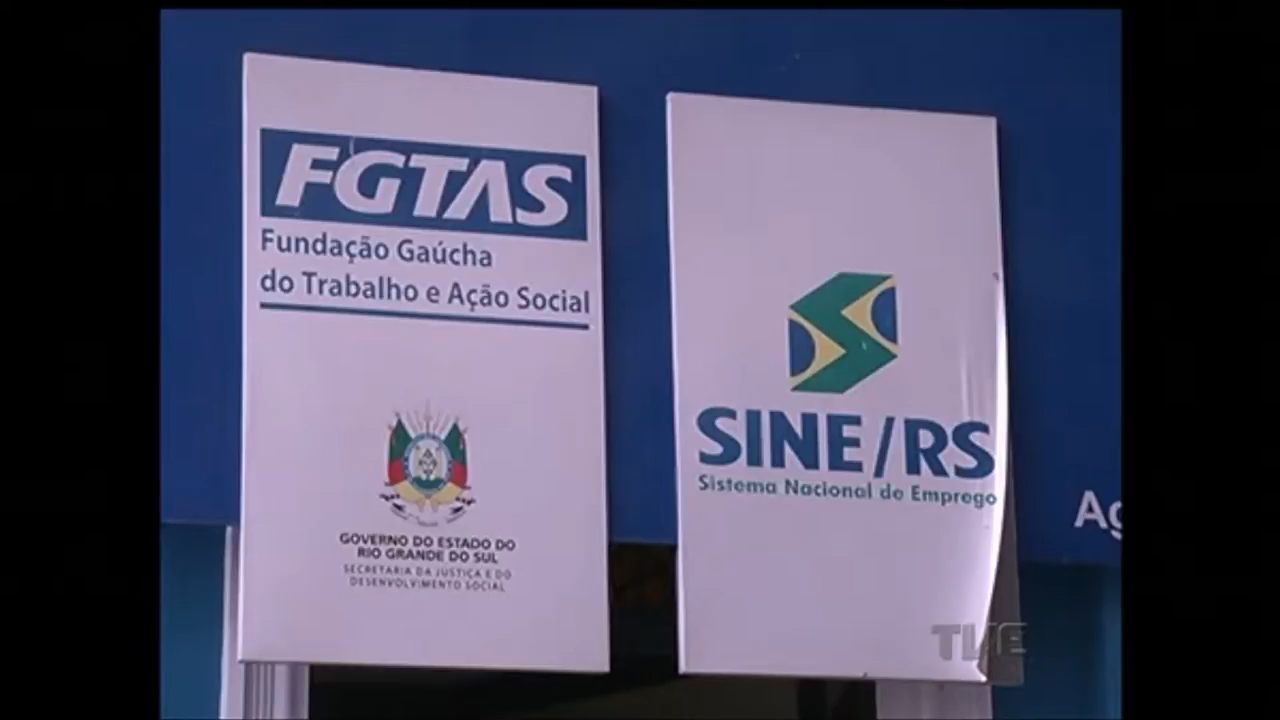 FGTAS
Fundação Gaúcha
do Trabalho e Ação Social
GOVERNO DO ESTADO DO
RIO GRANDE DO SUL
SECRETARIA DA JUSTIÇA E DO
DESENVOLVIMENTO SOCIAL
SINE/RS
Sistema Nacional de Emprego
Ag
TVE